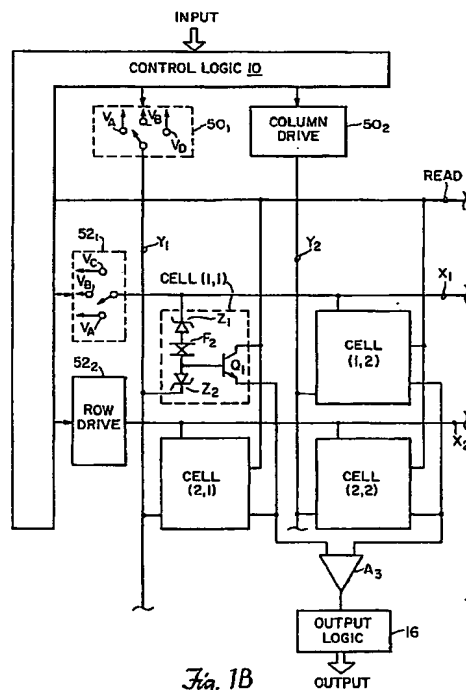 INPUT
CONTROL LOGIC 10
VA VB VD
50₁
COLUMN DRIVE
50₂
READ
52₁
Y₁
Y₂
VC
VB
VA
CELL (1,1)
X₁
Z₁
F₂
Q₁
Z₂
CELL (1,2)
52₂
ROW DRIVE
X₂
CELL (2,1)
CELL (2,2)
A₃
OUTPUT LOGIC
16
Fig. 1B
OUTPUT